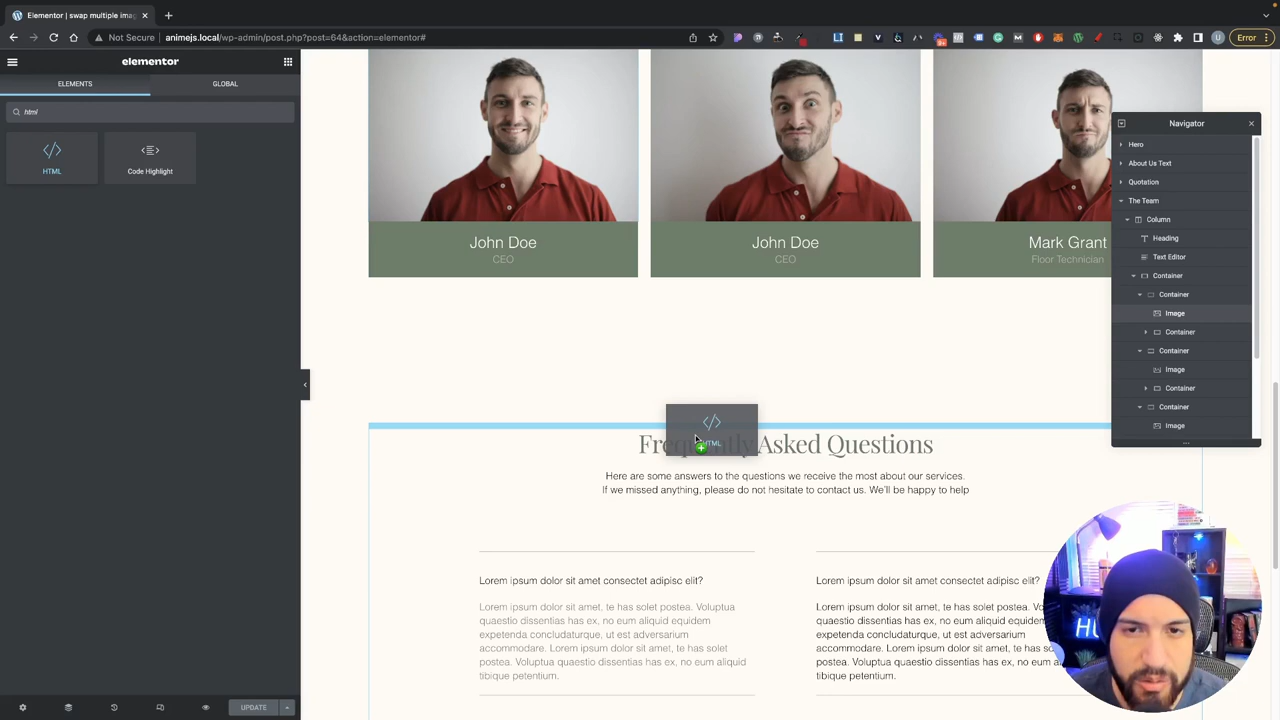 Elementor | swap multiple imag
Not Secure
animejs.local/wp-admin/post.php?post=64&action=elementor#
Error
elementor
ELEMENTS
GLOBAL
html
HTML
Code Highlight
UPDATE
John Doe
CEO
John Doe
CEO
Mark Grant
Floor Technician
HTML
Frequently Asked Questions
Here are some answers to the questions we receive the most about our services.
If we missed anything, please do not hesitate to contact us. We'll be happy to help
Lorem ipsum dolor sit amet consectet adipisc elit?
Lorem ipsum dolor sit amet, te has solet postea. Voluptua
quaestio dissentias has ex, no eum aliquid equidem
expetenda concludaturque, ut est adversarium
accommodare. Lorem ipsum dolor sit amet, te has solet
postea. Voluptua quaestio dissentias has ex, no eum aliquid
tibique petentium.
Lorem ipsum dolor sit amet consectet adipisc elit?
Lorem ipsum dolor sit amet, te has solet postea.
quaestio dissentias has ex, no eum aliquid
expetenda concludaturque, ut est adversarium
accommodare. Lorem ipsum dolor sit amet, te
postea. Voluptua quaestio dissentias has ex, no
tibique petentium.
Navigator
Hero
About Us Text
Quotation
The Team
Column
Heading
Text Editor
Container
Container
Image
Container
Container
Image
Container
Container
Image